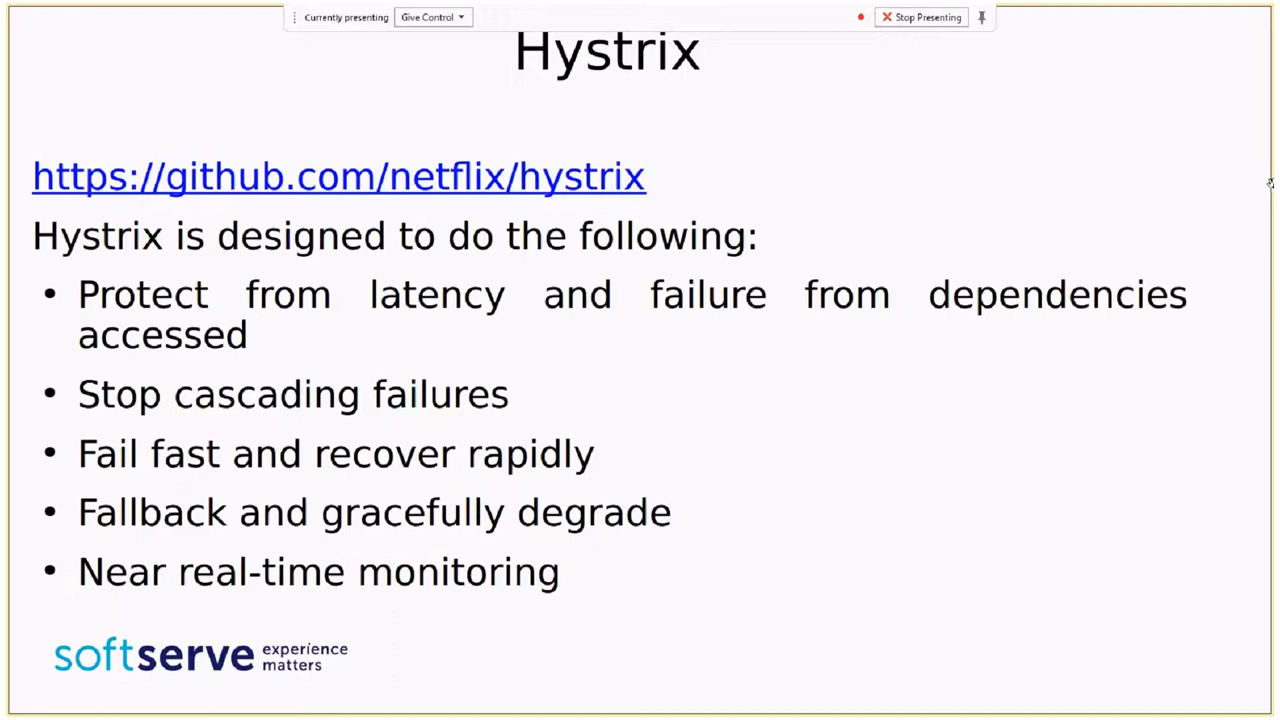 Currently presenting Give Control Stop Presenting
Hystrix
https://github.com/netflix/hystrix
Hystrix is designed to do the following:
• Protect from latency and failure from dependencies
accessed
• Stop cascading failures
• Fail fast and recover rapidly
• Fallback and gracefully degrade
• Near real-time monitoring
softserve experience
matters